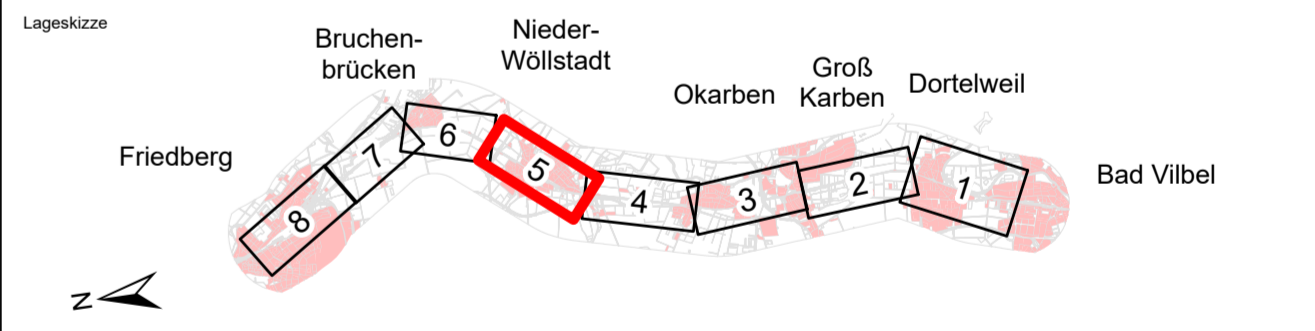 Lageskizze
Bruchen-
brücken
Nieder-
Wöllstadt
Okarben
Groß
Karben
Dortelweil
Friedberg
Bad Vilbel
8
7
6
5
4
3
2
1
N